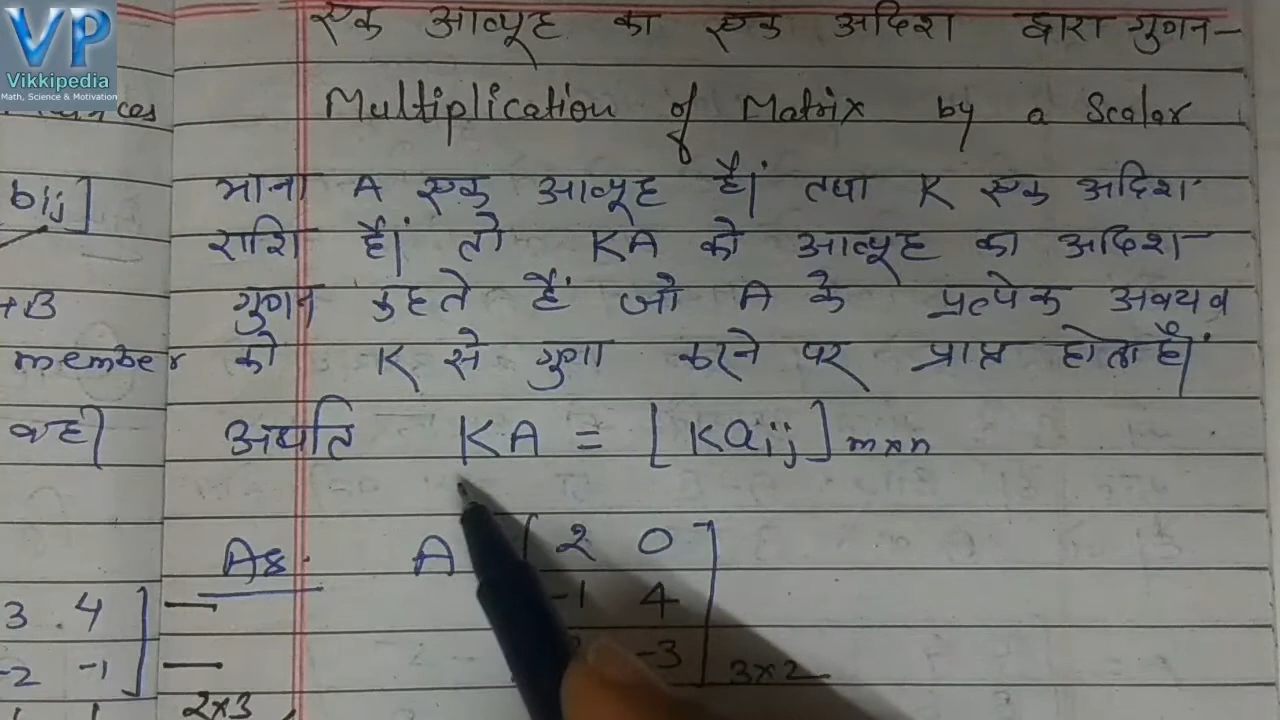 VP
Vikkipedia
Math, Science & Motivation
एक आव्यूह का एक अदिश द्वारा गुणन-
Multiplication of Matrix by a Scalar
माना A एक आव्यूह है। तथा K एक अदिश
राशि है। तो KA को आव्यूह का अदिश-
गुणन कहते हैं जो A के प्रत्येक अवयव
को K से गुणा करने पर प्राप्त होता है।
अर्थात KA = [Kaij] m×n
As. A [2 0
-1 4
-3] 3×2
bij]
+B
member
वही
3 4
-2 -1]
2×3